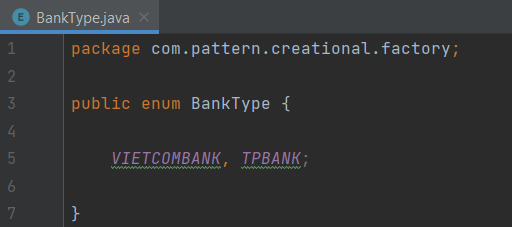 E BankType.java ×
1 package com.pattern.creational.factory;
2
3 public enum BankType {
4
5     VIETCOMBANK, TPBANK;
6
7 }